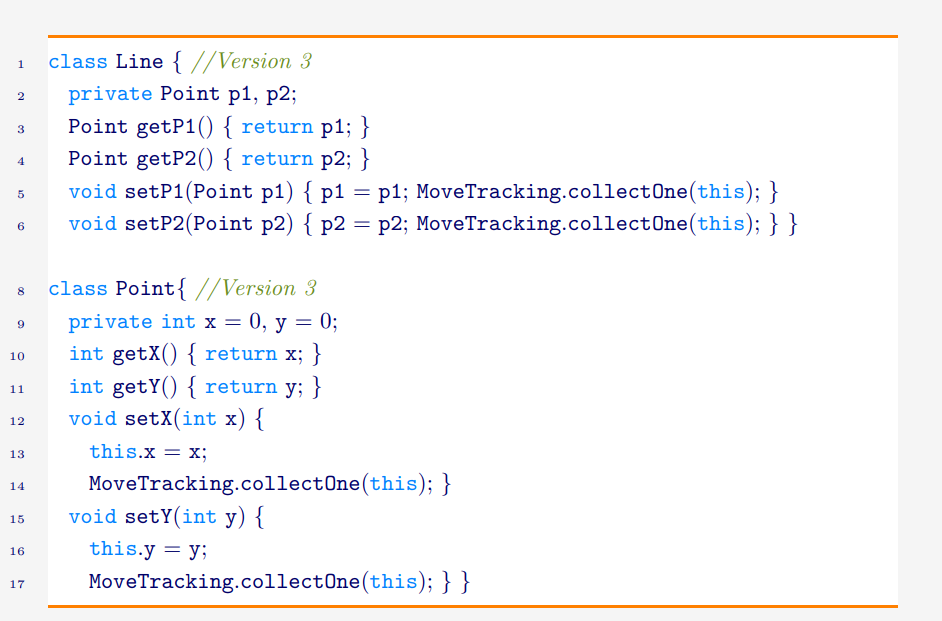 1 class Line { //Version 3
2 private Point p1, p2;
3 Point getP1() { return p1; }
4 Point getP2() { return p2; }
5 void setP1(Point p1) { p1 = p1; MoveTracking.collectOne(this); }
6 void setP2(Point p2) { p2 = p2; MoveTracking.collectOne(this); } }
8 class Point{ //Version 3
9 private int x = 0, y = 0;
10 int getX() { return x; }
11 int getY() { return y; }
12 void setX(int x) {
13 this.x = x;
14 MoveTracking.collectOne(this); }
15 void setY(int y) {
16 this.y = y;
17 MoveTracking.collectOne(this); } }